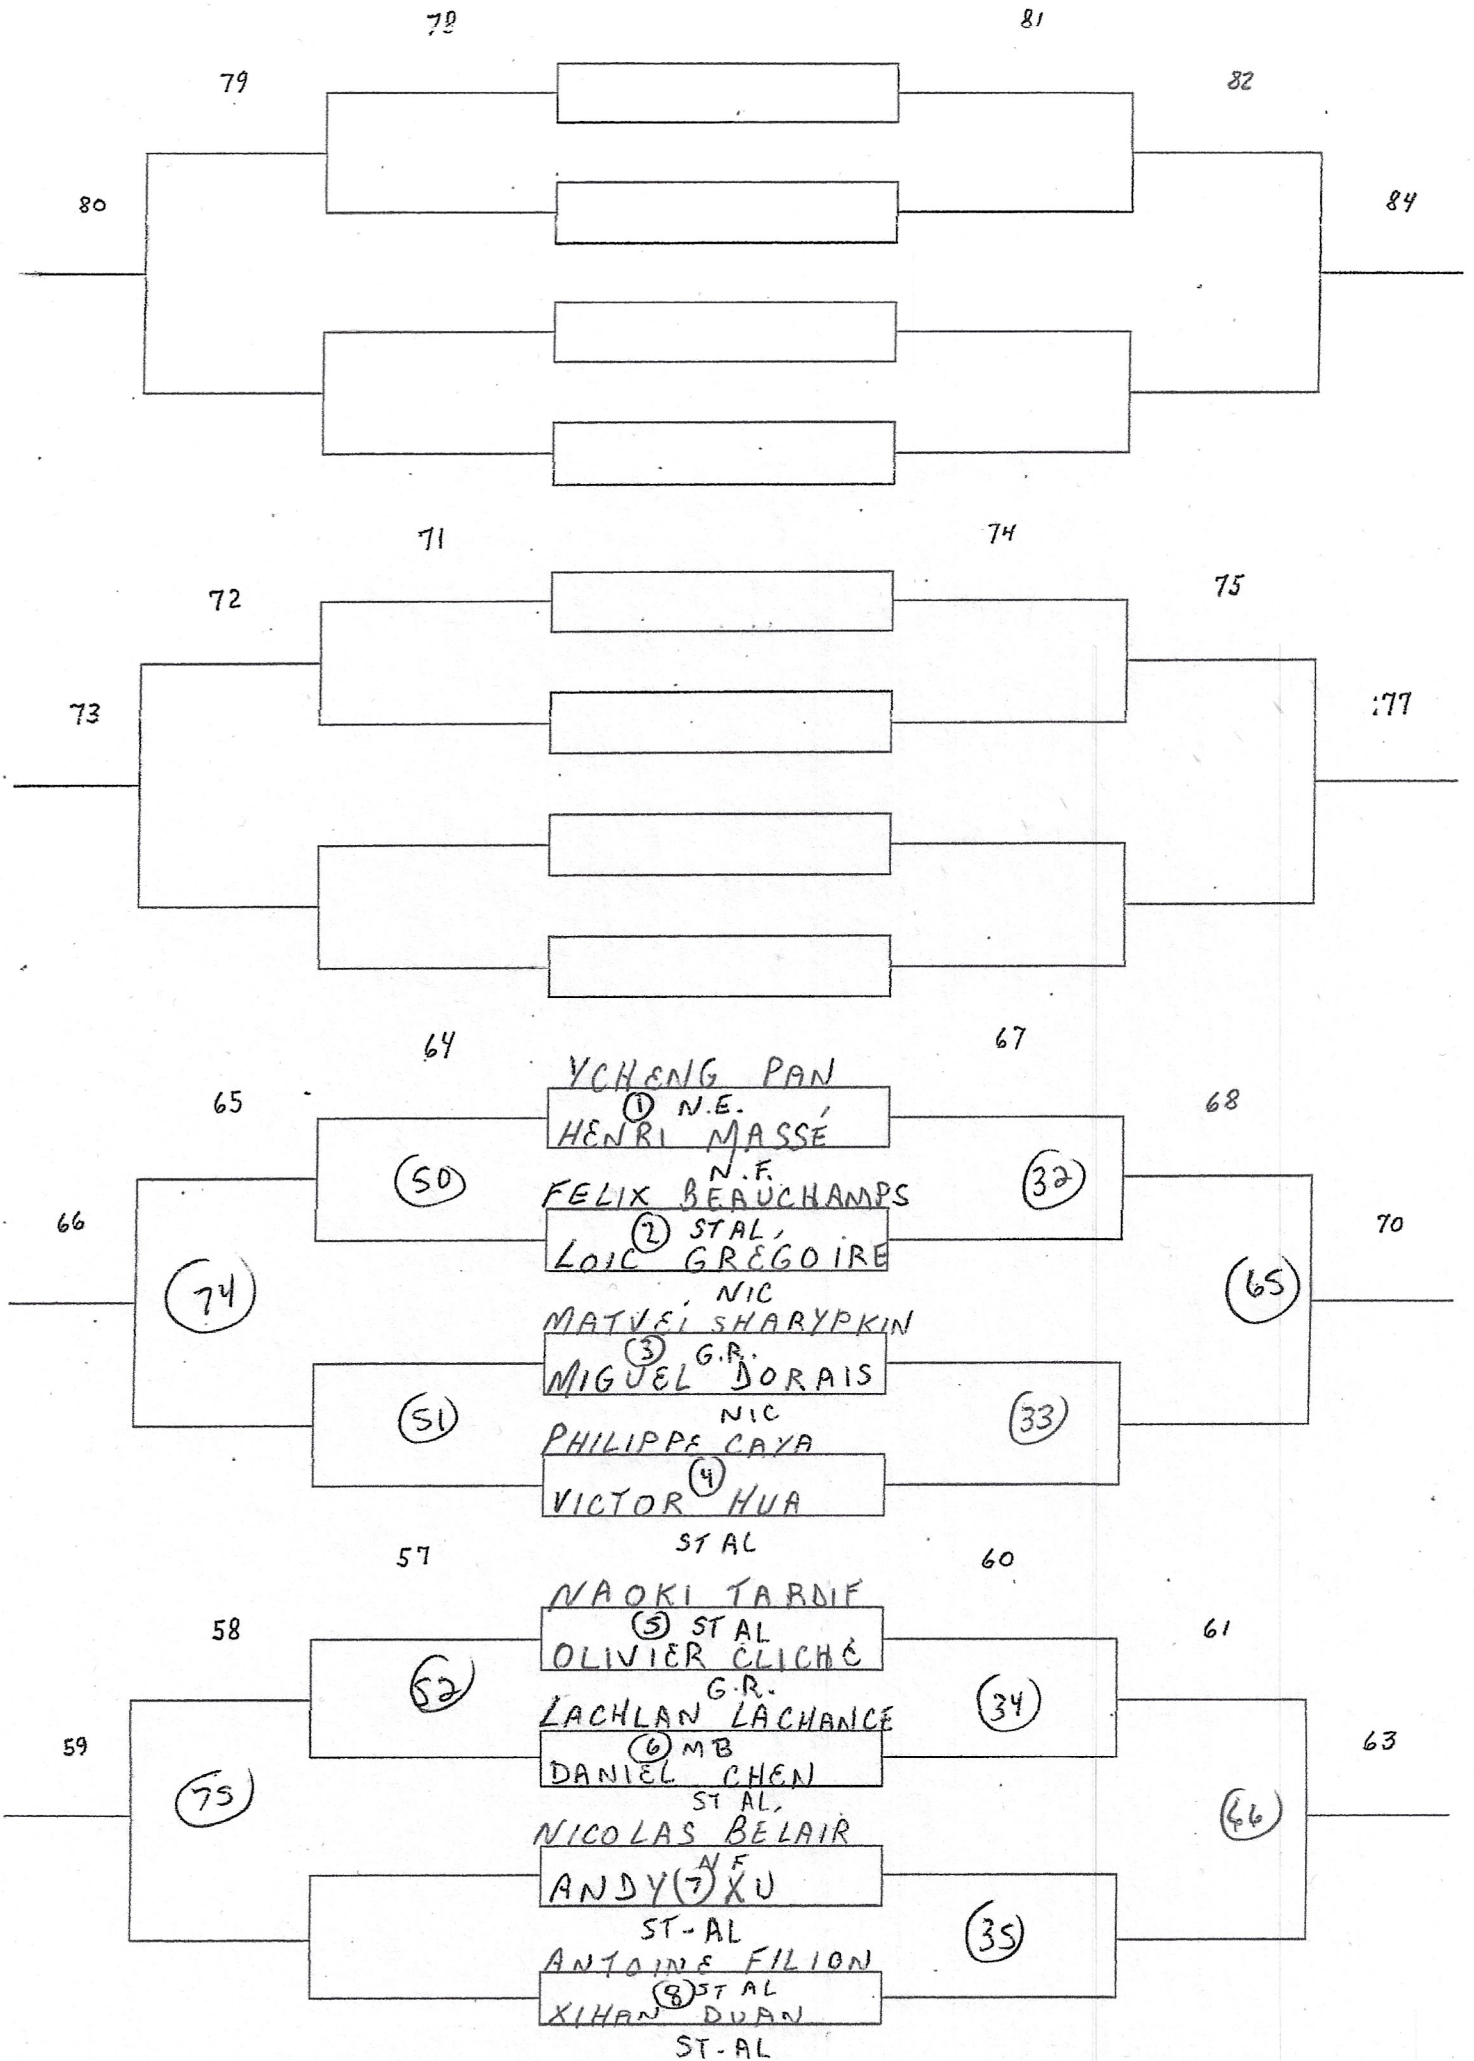 78 81
79 82
80 84
71 74
72 75
73 77
64 67
YCHENG PAN
65 68
① N.E.
HENRI MASSÉ
50 N.F. 32
FELIX BEAUCHAMPS
66 70
② ST AL,
LOIC GREGOIRE
74 NIC 65
MATVEI SHARYPKIN
③ G.R.
MIGUEL DORAIS
51 NIC 33
PHILIPPE CAYA
④
VICTOR HUA
ST AL
57 60
NAOKI TARDIF
58 61
⑤ ST AL
OLIVIER CLICHE
52 G.R. 34
LACHLAN LACHANCE
59 63
⑥ MB
DANIEL CHEN
75 ST AL, 66
NICOLAS BELAIR
N F
ANDY ⑦ XU
ST-AL 35
ANTOINE FILION
⑧ ST AL
XIHAN DUAN
ST-AL